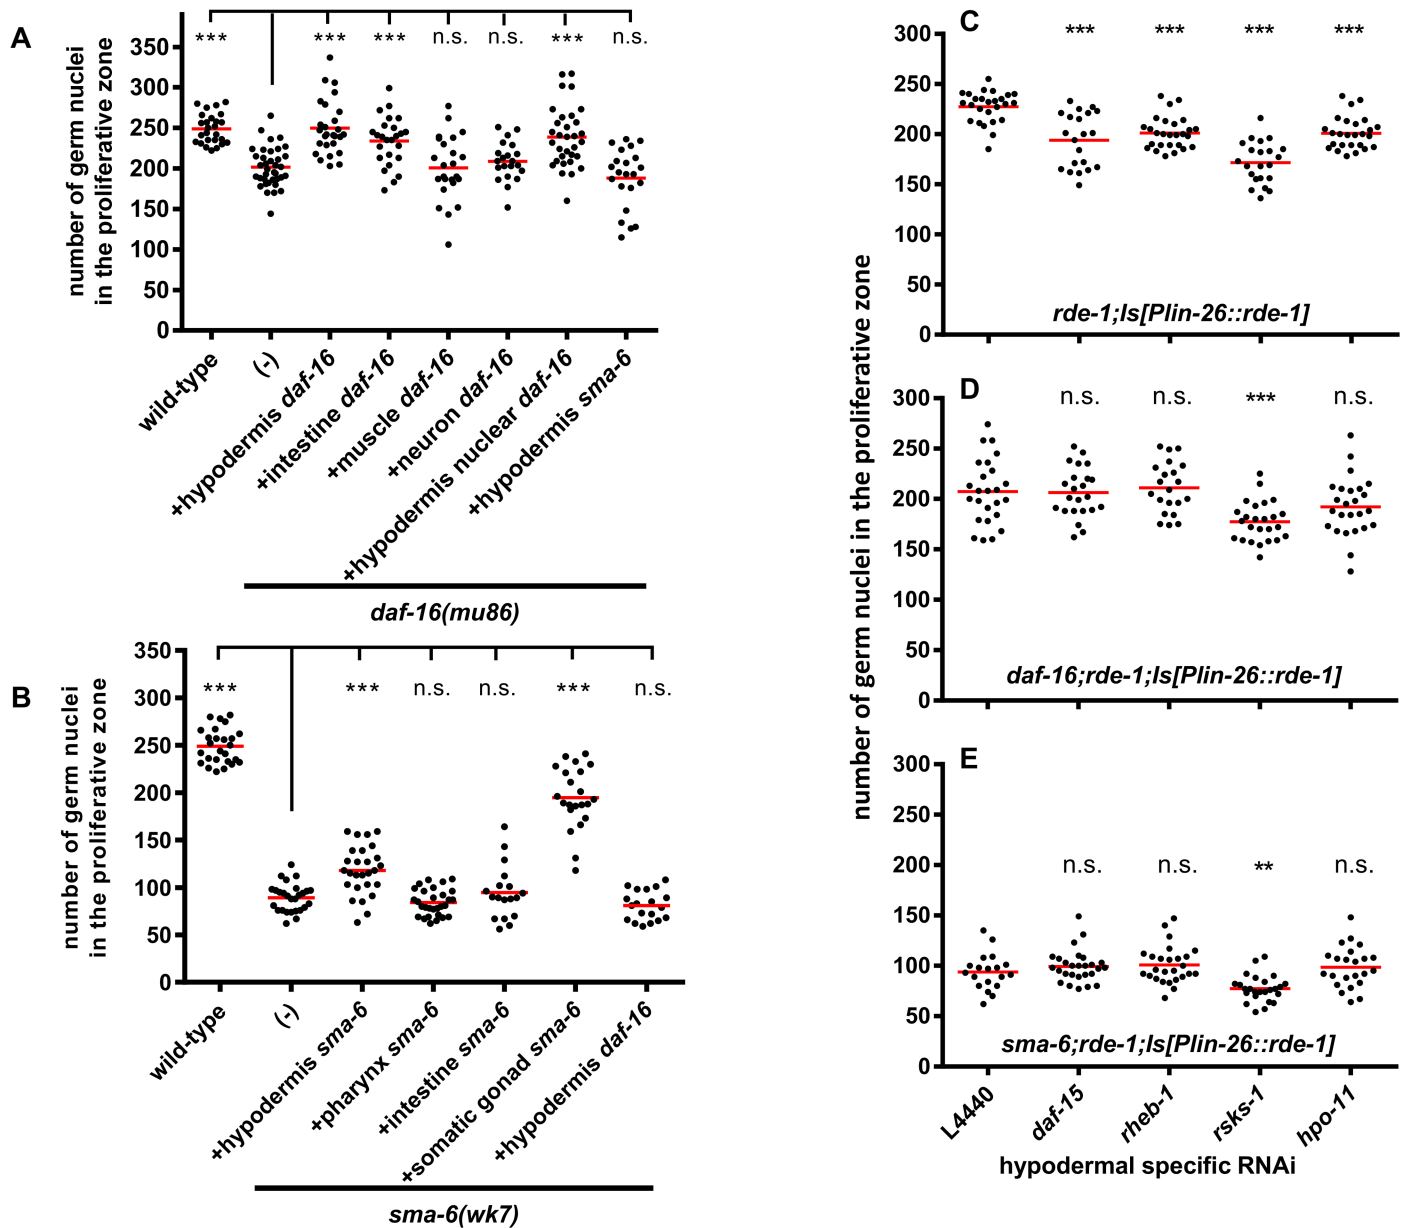 A
number of germ nuclei
in the proliferative zone
350
300
250
200
150
100
50
0
*** *** *** n.s. n.s. *** n.s.
wild-type
(-)
+hypodermis daf-16
+intestine daf-16
+muscle daf-16
+neuron daf-16
+hypodermis nuclear daf-16
+hypodermis sma-6
daf-16(mu86)
B
number of germ nuclei
in the proliferative zone
350
300
250
200
150
100
50
0
*** *** n.s. n.s. *** n.s.
wild-type
(-)
+hypodermis sma-6
+pharynx sma-6
+intestine sma-6
+somatic gonad sma-6
+hypodermis daf-16
sma-6(wk7)
number of germ nuclei in the proliferative zone
C
300
250
200
150
100
50
0
*** *** *** ***
rde-1;Is[Plin-26::rde-1]
D
300
250
200
150
100
50
0
n.s. n.s. *** n.s.
daf-16;rde-1;Is[Plin-26::rde-1]
E
300
250
200
150
100
50
0
n.s. n.s. ** n.s.
sma-6;rde-1;Is[Plin-26::rde-1]
L4440
daf-15
rheb-1
rsks-1
hpo-11
hypodermal specific RNAi